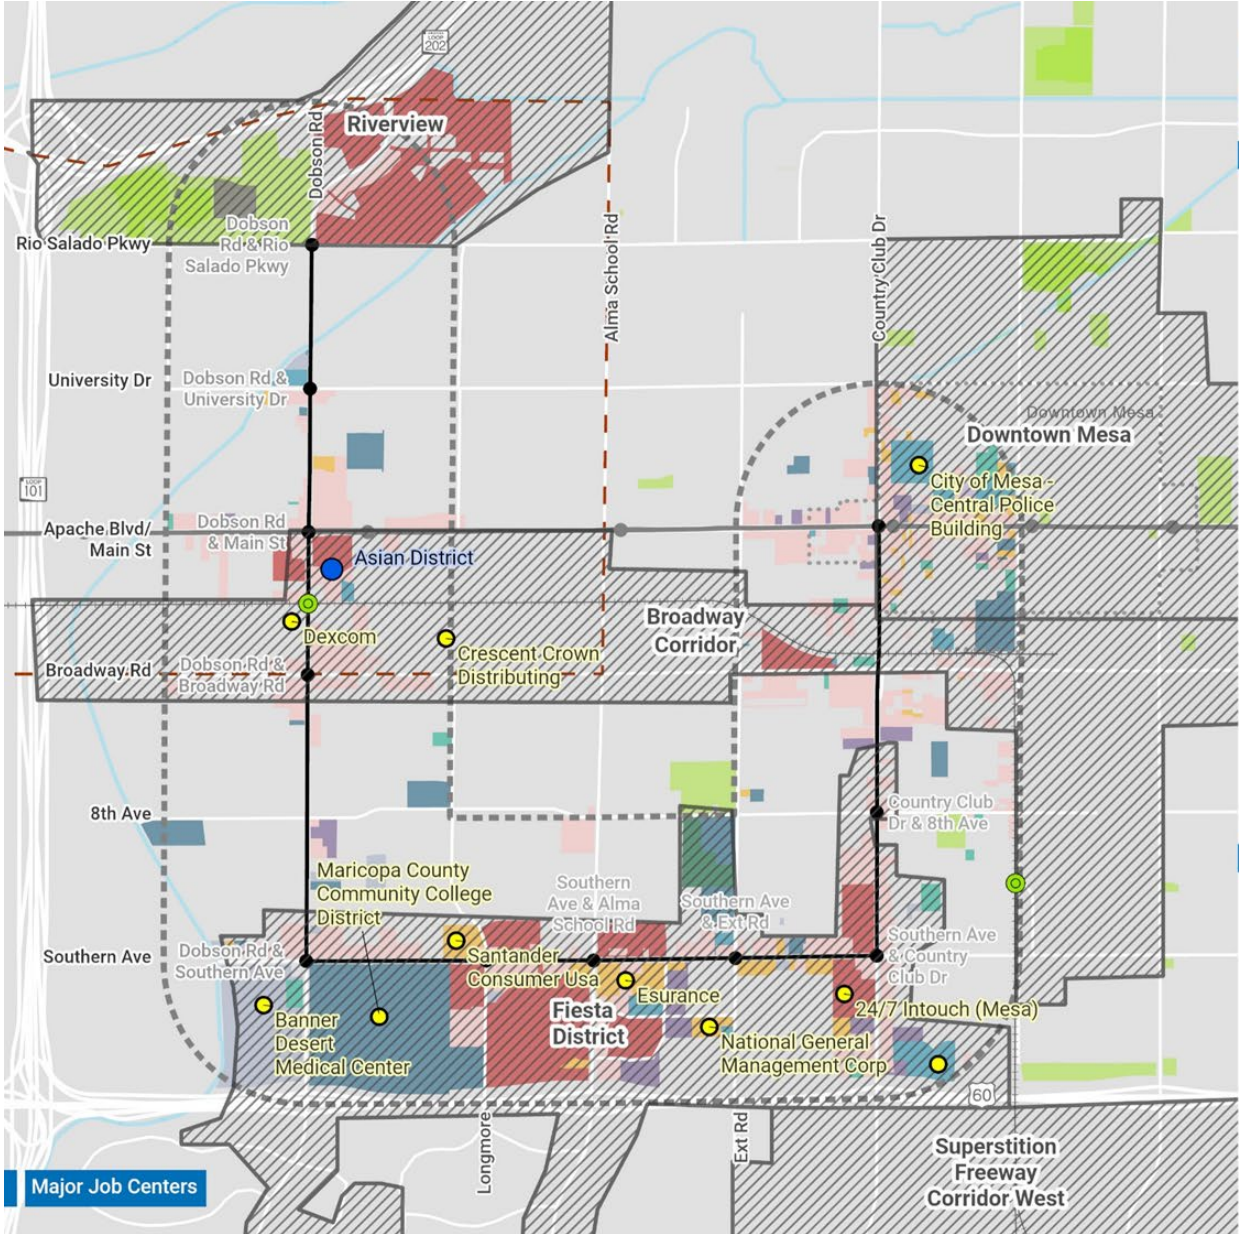 LOOP
202
Riverview
Dobson Rd
Dobson
Rd & Rio
Salado Pkwy
Rio Salado Pkwy
Alma School Rd
Country Club Dr
University Dr
Dobson Rd &
University Dr
Downtown Mesa
Downtown Mesa
City of Mesa -
Central Police
Building
LOOP
101
Apache Blvd/
Main St
Dobson Rd
& Main St
Asian District
Dexcom
Crescent Crown
Distributing
Broadway
Corridor
Broadway Rd
Dobson Rd &
Broadway Rd
8th Ave
Country Club
Dr & 8th Ave
Maricopa County
Community College
District
Southern
Ave & Alma
School Rd
Southern Ave
& Ext Rd
Southern Ave
Dobson Rd &
Southern Ave
Southern Ave
& Country
Club Dr
Santander
Consumer Usa
Esurance
24/7 Intouch (Mesa)
Banner
Desert
Medical Center
Fiesta
District
National General
Management Corp
60
Longmore
Ext Rd
Superstition
Freeway
Corridor West
Major Job Centers